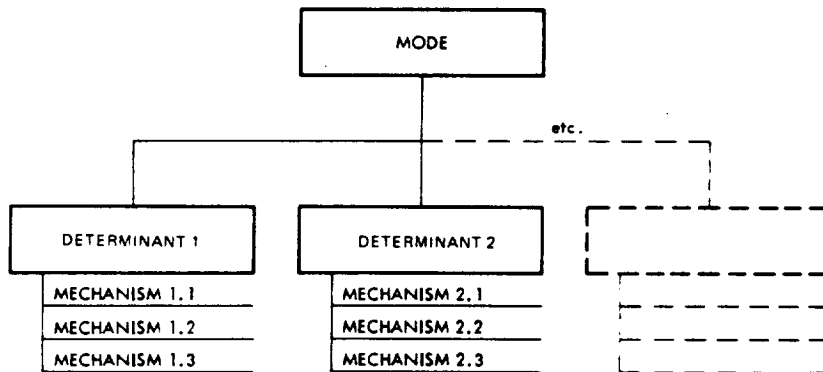 MODE
etc.
DETERMINANT 1
DETERMINANT 2
MECHANISM 1.1
MECHANISM 2.1
MECHANISM 1.2
MECHANISM 2.2
MECHANISM 1.3
MECHANISM 2.3